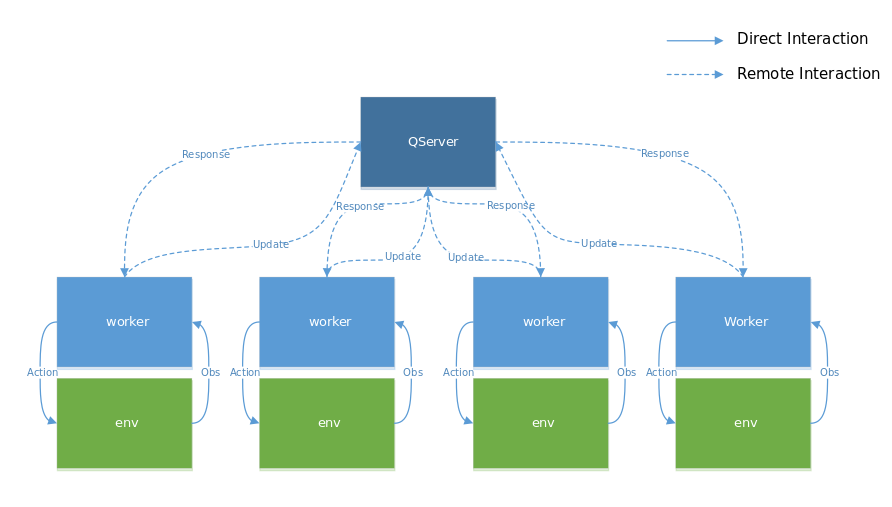 Direct Interaction
Remote Interaction
QServer
Response
Response
Response
Response
Update
Update
Update
Update
worker
worker
worker
Worker
Action
Obs
Action
Obs
Action
Obs
Action
Obs
env
env
env
env